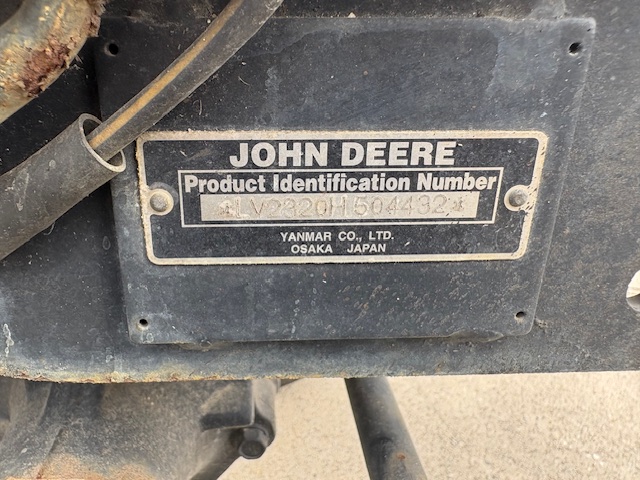 JOHN DEERE
Product Identification Number
*LV2320H504432*
YANMAR CO., LTD.
OSAKA JAPAN